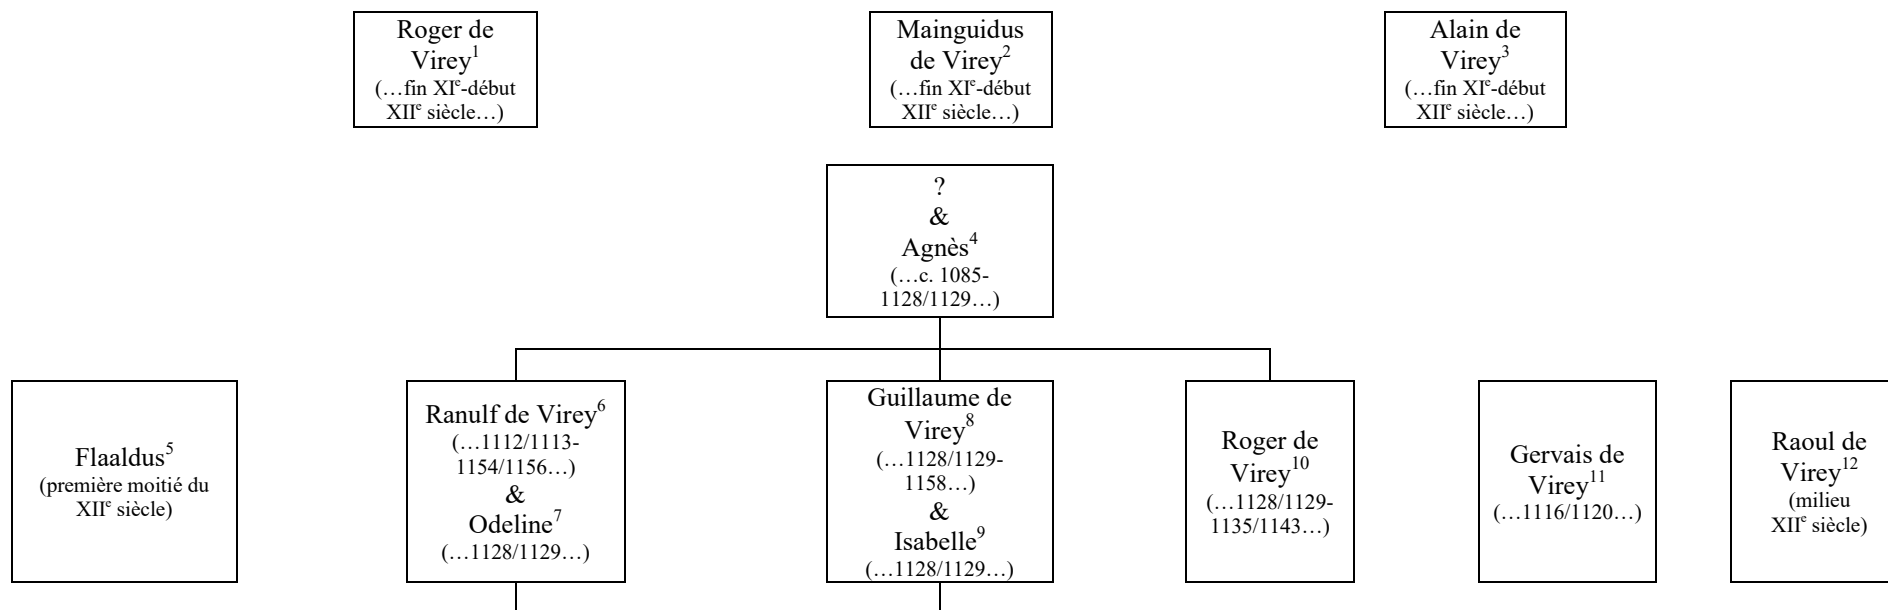 Roger de
Virey1
(…fin XIe-début
XIIe siècle…)
Mainguidus
de Virey2
(…fin XIe-début
XIIe siècle…)
Alain de
Virey3
(…fin XIe-début
XIIe siècle…)
?
&
Agnès4
(…c. 1085-
1128/1129…)
Flaaldus5
(première moitié du
XIIe siècle)
Ranulf de Virey6
(…1112/1113-
1154/1156…)
&
Odeline7
(…1128/1129…)
Guillaume de
Virey8
(…1128/1129-
1158…)
&
Isabelle9
(…1128/1129…)
Roger de
Virey10
(…1128/1129-
1135/1143…)
Gervais de
Virey11
(…1116/1120…)
Raoul de
Virey12
(milieu
XIIe siècle)